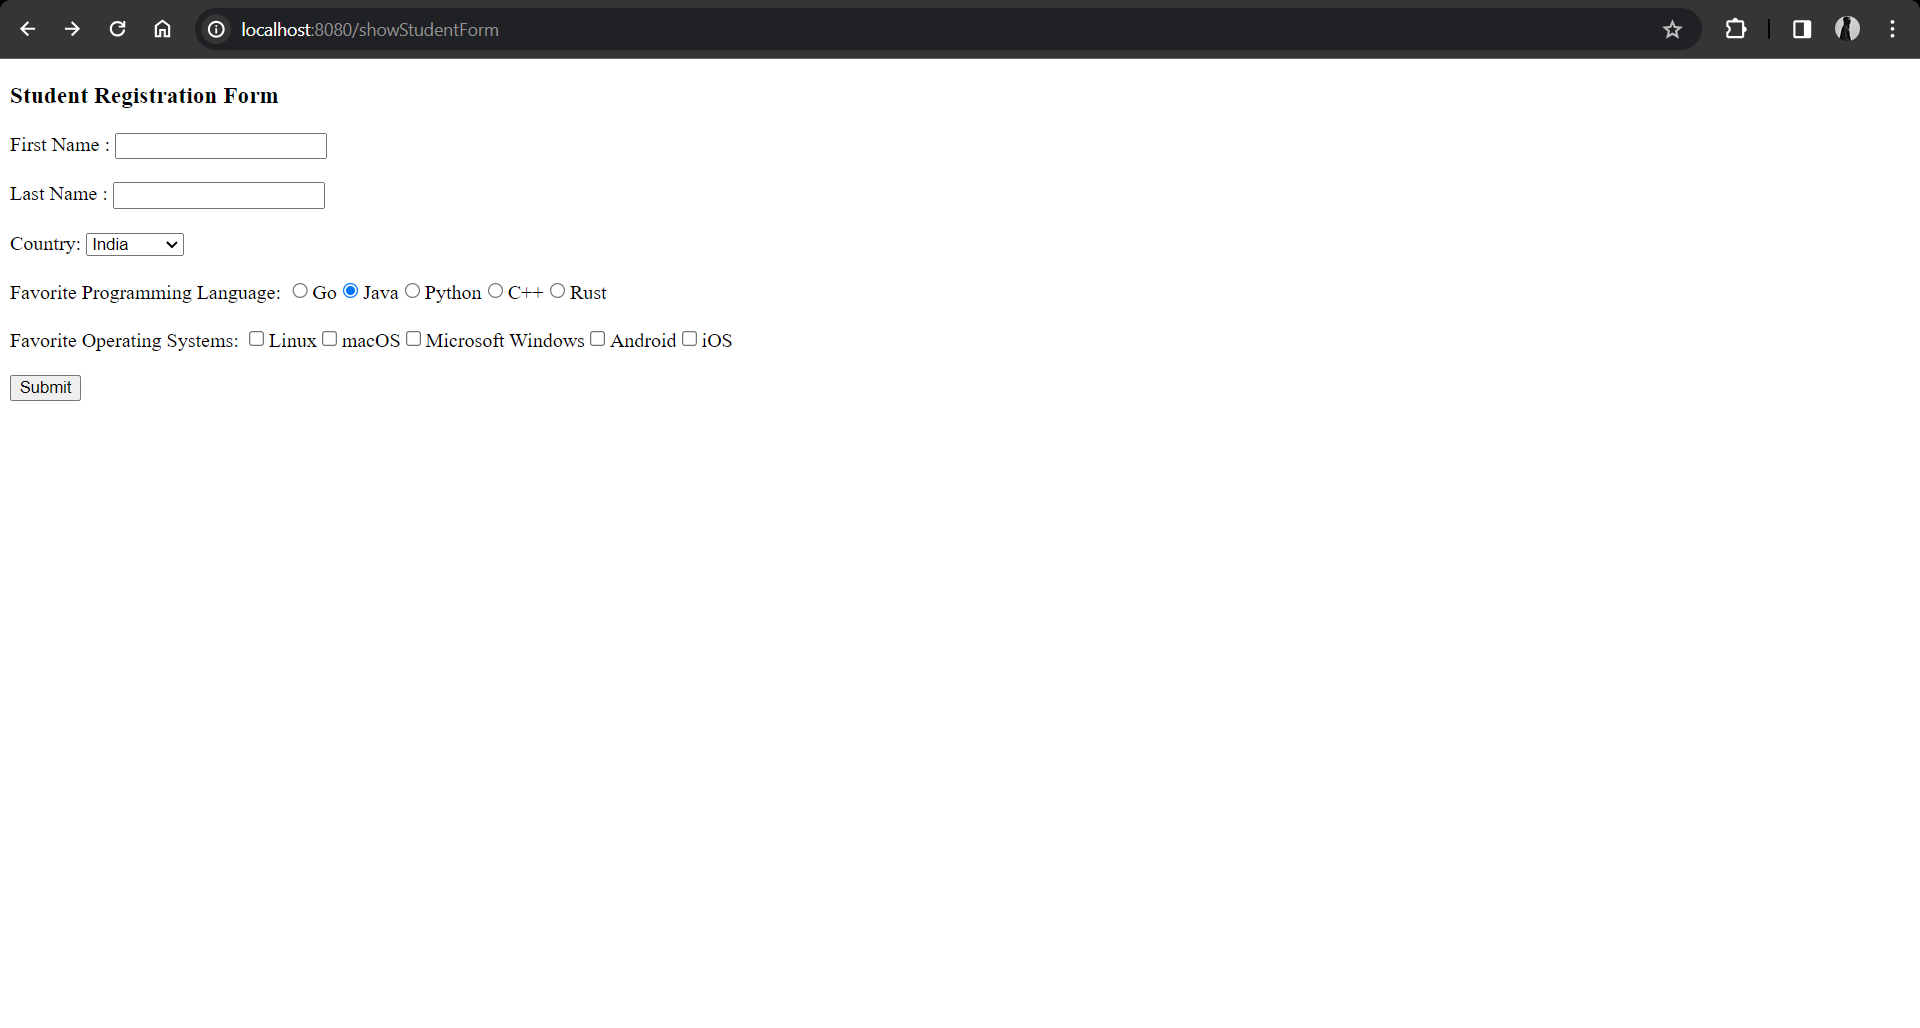 localhost:8080/showStudentForm
Student Registration Form
First Name :
Last Name :
Country: India
Favorite Programming Language: Go Java Python C++ Rust
Favorite Operating Systems: Linux macOS Microsoft Windows Android iOS
Submit